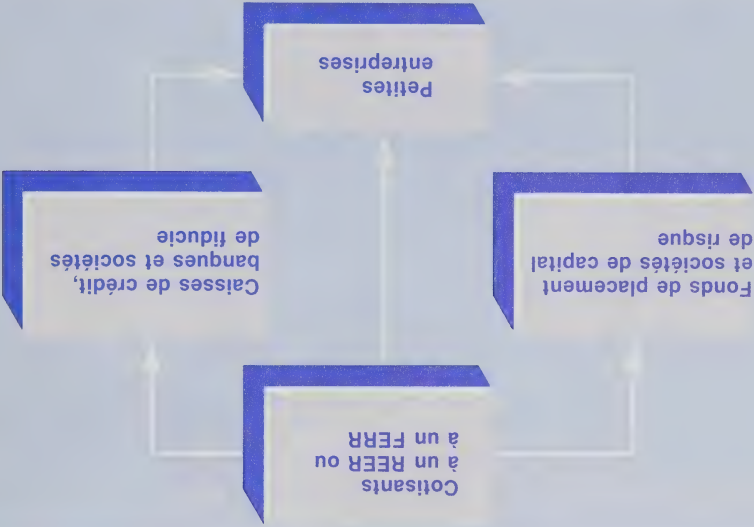 Cotisants
à un REER ou
à un FERR
Fonds de placement
et sociétés de capital
de risque
Caisses de crédit,
banques et sociétés
de fiducie
Petites
entreprises